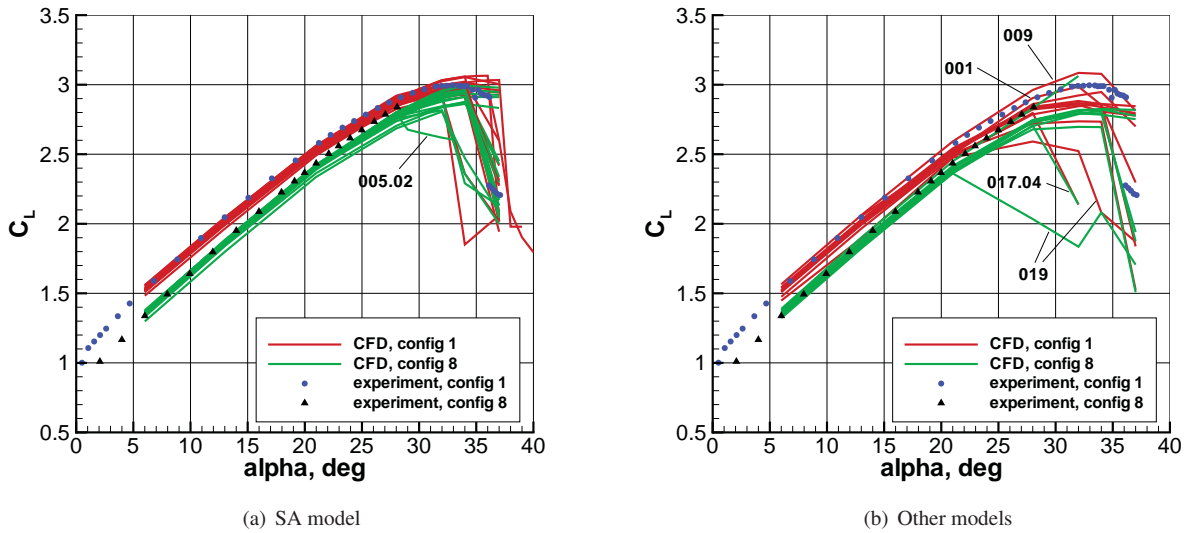 3.5
3
2.5
2
1.5
1
0.5
C_L
005.02
CFD, config 1
CFD, config 8
experiment, config 1
experiment, config 8
0 5 10 15 20 25 30 35 40
alpha, deg
(a) SA model
3.5
3
2.5
2
1.5
1
0.5
C_L
009
001
017.04
019
CFD, config 1
CFD, config 8
experiment, config 1
experiment, config 8
0 5 10 15 20 25 30 35 40
alpha, deg
(b) Other models